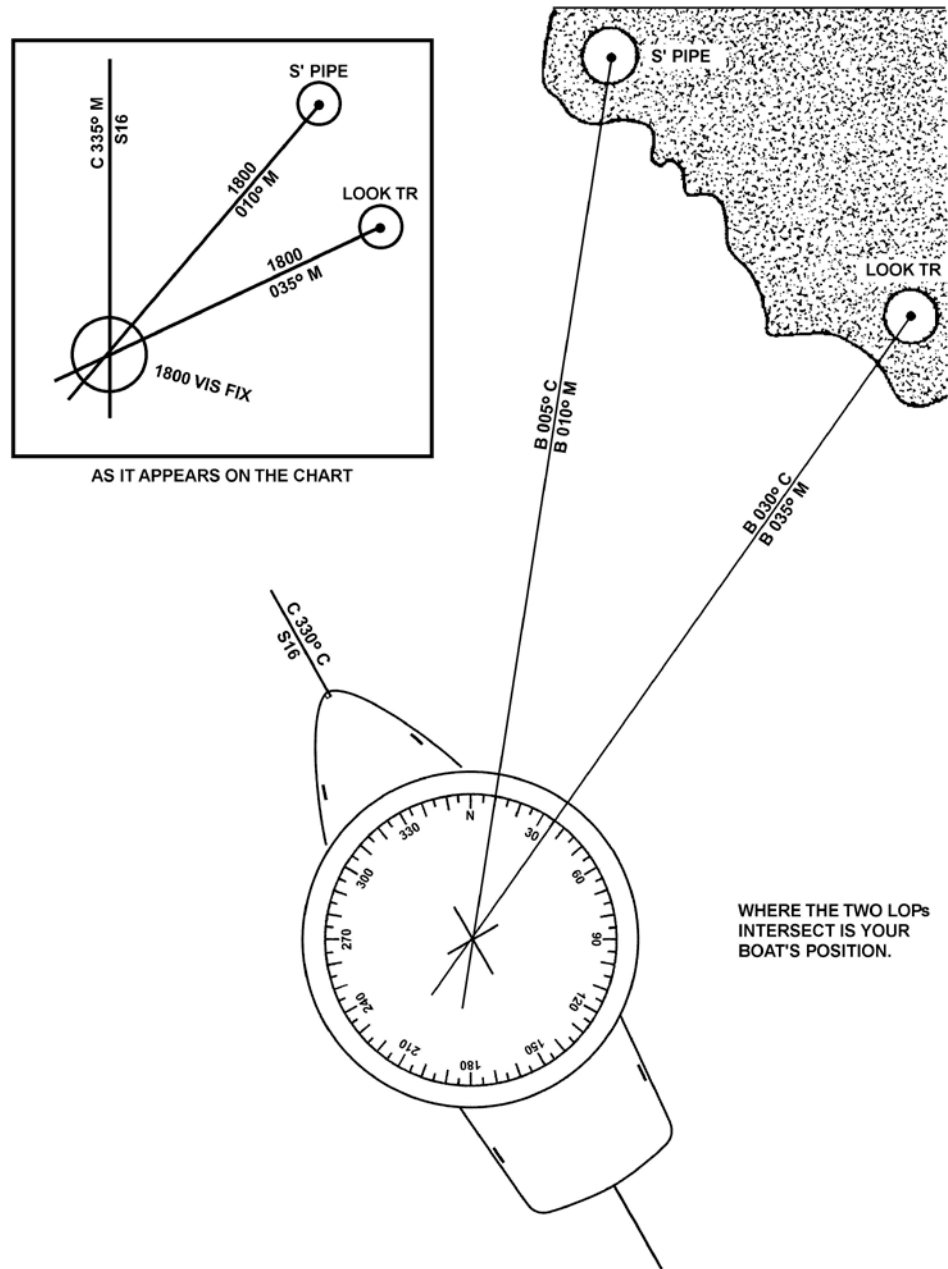 S' PIPE
C 335° M
S16
1800
010° M
LOOK TR
1800
035° M
1800 VIS FIX
AS IT APPEARS ON THE CHART
S' PIPE
LOOK TR
B 005° C
B 010° M
B 030° C
B 035° M
C 330° C
S16
N
30
60
90
120
150
180
210
240
270
300
330
WHERE THE TWO LOPs
INTERSECT IS YOUR
BOAT'S POSITION.